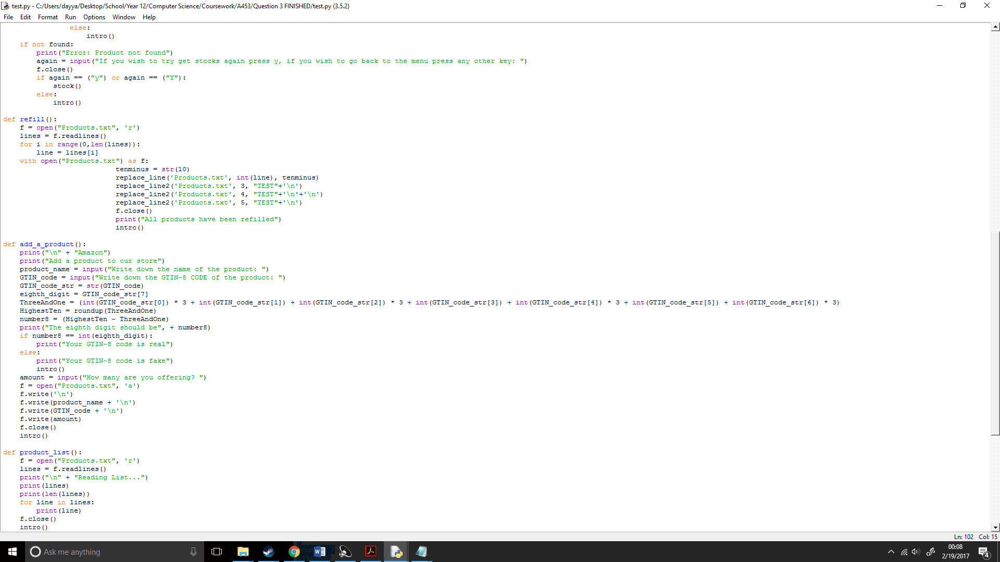 test.py - C:/Users/dayya/Desktop/School/Year 12/Computer Science/Coursework/A453/Question 3 FINISHED/test.py (3.5.2)
File Edit Format Run Options Window Help
                else:
                    intro()
    if not found:
        print("Error: Product not found")
        again = input("If you wish to try get stocks again press y, if you wish to go back to the menu press any other key: ")
        f.close()
        if again == ("y") or again == ("Y"):
            stock()
        else:
            intro()

def refill():
    f = open("Products.txt", 'r')
    lines = f.readlines()
    for i in range(0,len(lines)):
        line = lines[i]
    with open("Products.txt") as f:
                           tenminus = str(10)
                           replace_line('Products.txt', int(line), tenminus)
                           replace_line2('Products.txt', 3, "TEST"+'\n')
                           replace_line2('Products.txt', 4, "TEST"+'\n'+'\n')
                           replace_line2('Products.txt', 5, "TEST"+'\n')
                           f.close()
                           print("All products have been refilled")
                           intro()

def add_a_product():
    print("\n" + "Amazon")
    print("Add a product to our store")
    product_name = input("Write down the name of the product: ")
    GTIN_code = input("Write down the GTIN-8 CODE of the product: ")
    GTIN_code_str = str(GTIN_code)
    eighth_digit = GTIN_code_str[7]
    ThreeAndOne = (int(GTIN_code_str[0]) * 3 + int(GTIN_code_str[1]) + int(GTIN_code_str[2]) * 3 + int(GTIN_code_str[3]) + int(GTIN_code_str[4]) * 3 + int(GTIN_code_str[5]) + int(GTIN_code_str[6]) * 3)
    HighestTen = roundup(ThreeAndOne)
    number8 = (HighestTen - ThreeAndOne)
    print("The eighth digit should be", + number8)
    if number8 == int(eighth_digit):
        print("Your GTIN-8 code is real")
    else:
        print("Your GTIN-8 code is fake")
        intro()
    amount = input("How many are you offering? ")
    f = open("Products.txt", 'a')
    f.write('\n')
    f.write(product_name + '\n')
    f.write(GTIN_code + '\n')
    f.write(amount)
    f.close()
    intro()

def product_list():
    f = open("Products.txt", 'r')
    lines = f.readlines()
    print("\n" + "Reading List...")
    print(lines)
    print(len(lines))
    for line in lines:
        print(line)
    f.close()
    intro()
Ln: 102 Col: 15
Ask me anything
00:08
2/19/2017
4